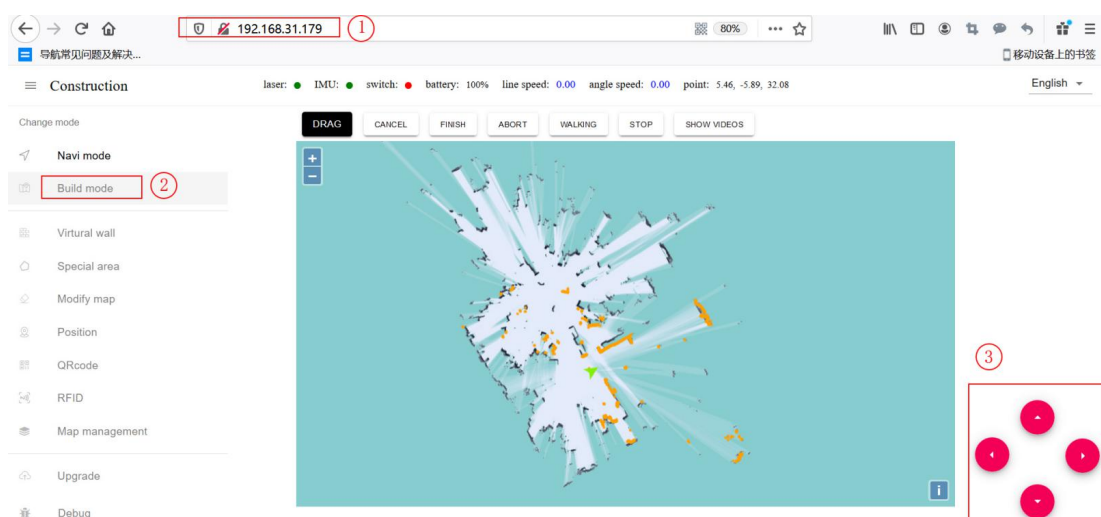 192.168.31.179
①
80%
导航常见问题及解决...
移动设备上的书签
Construction
laser: IMU: switch: battery: 100% line speed: 0.00 angle speed: 0.00 point: 5.46, -5.89, 32.08
English
Change mode
DRAG CANCEL FINISH ABORT WALKING STOP SHOW VIDEOS
Navi mode
Build mode
②
Virtural wall
Special area
Modify map
Position
QRcode
RFID
Map management
Upgrade
Debug
+
−
i
③